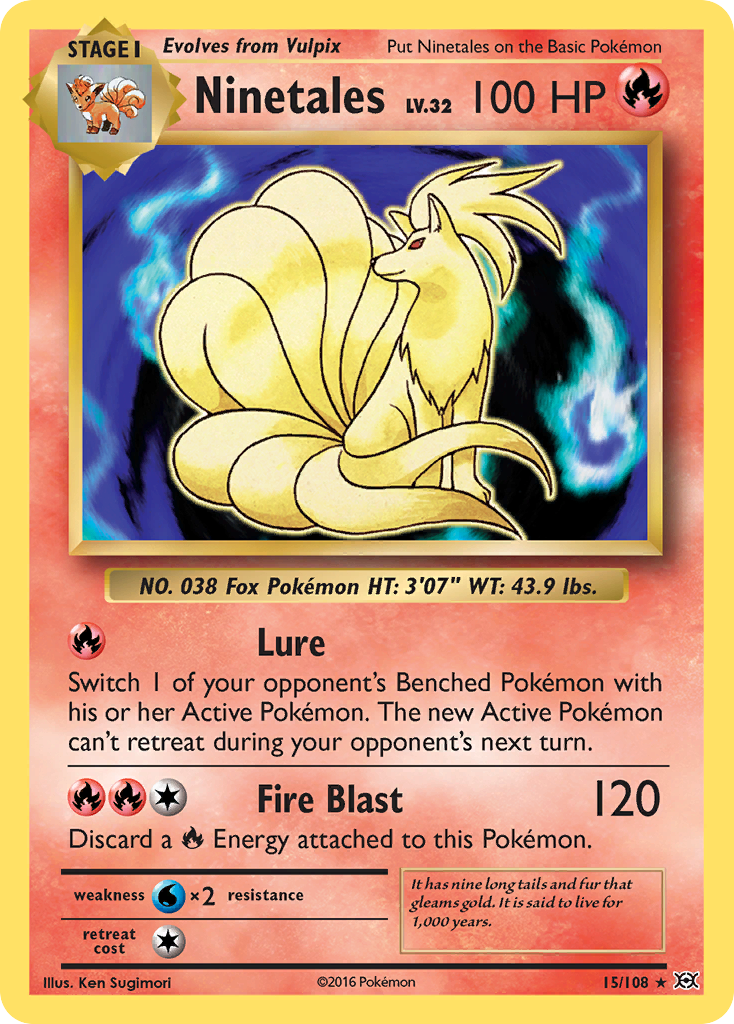 STAGE 1 Evolves from Vulpix Put Ninetales on the Basic Pokémon
Ninetales LV.32 100 HP
NO. 038 Fox Pokémon HT: 3'07" WT: 43.9 lbs.
Lure
Switch 1 of your opponent's Benched Pokémon with
his or her Active Pokémon. The new Active Pokémon
can't retreat during your opponent's next turn.
Fire Blast 120
Discard a Energy attached to this Pokémon.
weakness ×2 resistance
retreat
cost
It has nine long tails and fur that
gleams gold. It is said to live for
1,000 years.
Illus. Ken Sugimori ©2016 Pokémon 15/108 ★